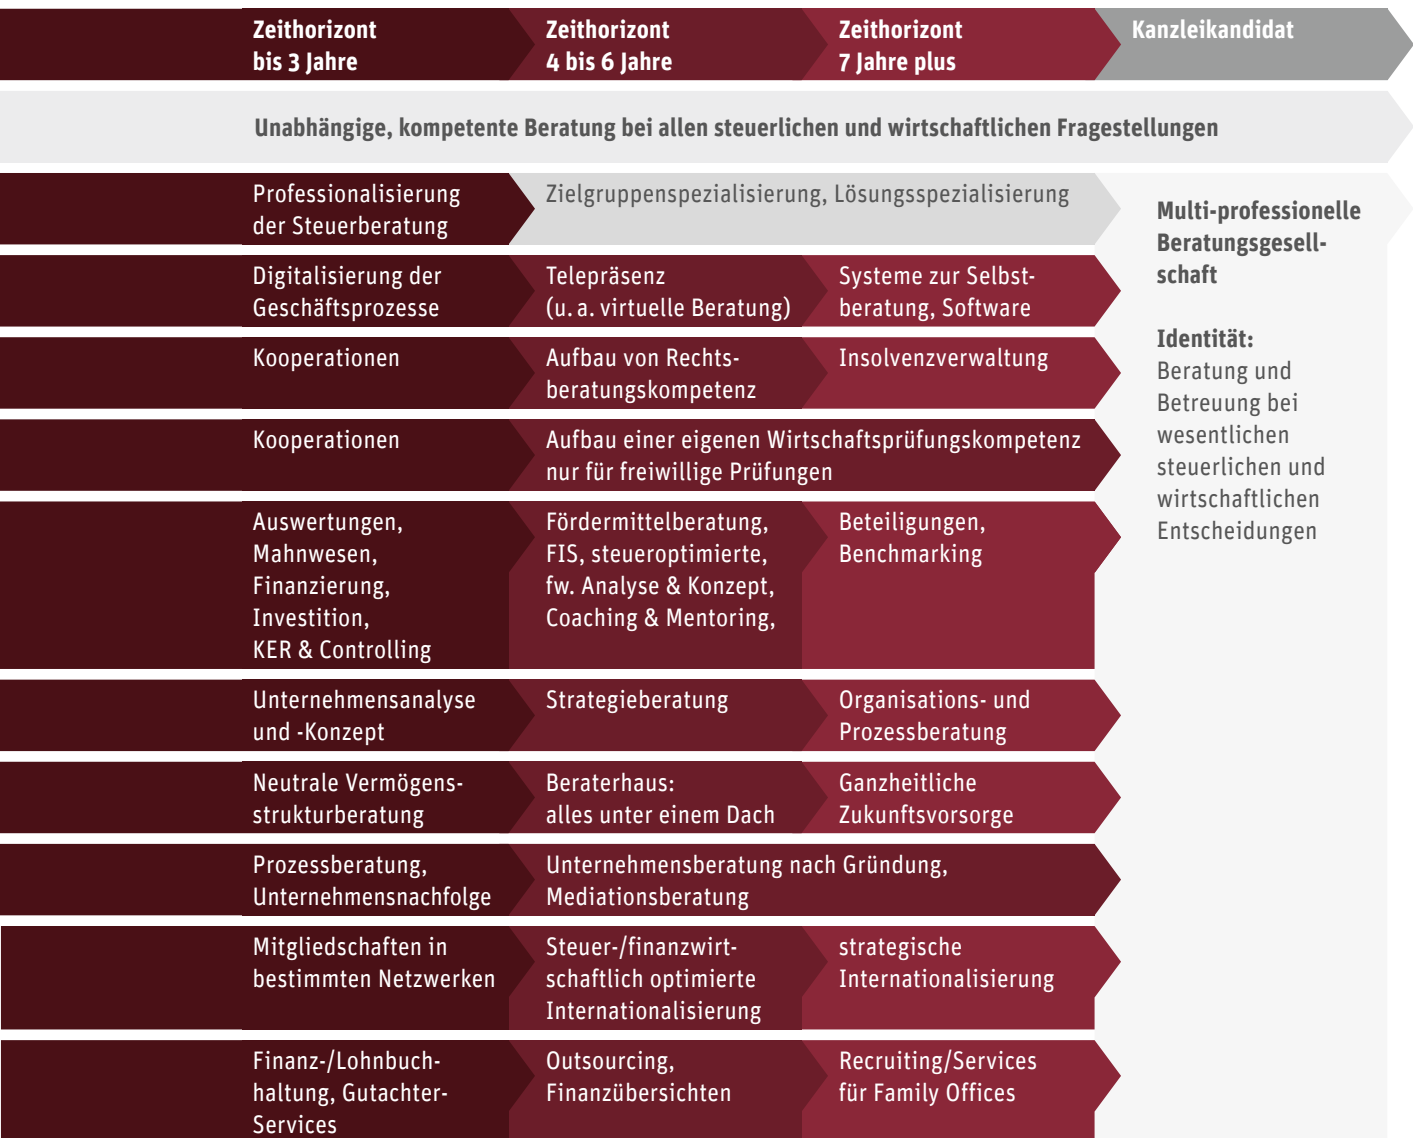 Zeithorizont
bis 3 Jahre
Zeithorizont
4 bis 6 Jahre
Zeithorizont
7 Jahre plus
Kanzleikandidat
Unabhängige, kompetente Beratung bei allen steuerlichen und wirtschaftlichen Fragestellungen
Professionalisierung
der Steuerberatung
Zielgruppenspezialisierung, Lösungsspezialisierung
Digitalisierung der
Geschäftsprozesse
Telepräsenz
(u. a. virtuelle Beratung)
Systeme zur Selbst-
beratung, Software
Kooperationen
Aufbau von Rechts-
beratungskompetenz
Insolvenzverwaltung
Kooperationen
Aufbau einer eigenen Wirtschaftsprüfungskompetenz
nur für freiwillige Prüfungen
Auswertungen,
Mahnwesen,
Finanzierung,
Investition,
KER & Controlling
Fördermittelberatung,
FIS, steueroptimierte,
fw. Analyse & Konzept,
Coaching & Mentoring,
Beteiligungen,
Benchmarking
Unternehmensanalyse
und -Konzept
Strategieberatung
Organisations- und
Prozessberatung
Neutrale Vermögens-
strukturberatung
Beraterhaus:
alles unter einem Dach
Ganzheitliche
Zukunftsvorsorge
Prozessberatung,
Unternehmensnachfolge
Unternehmensberatung nach Gründung,
Mediationsberatung
Mitgliedschaften in
bestimmten Netzwerken
Steuer-/finanzwirt-
schaftlich optimierte
Internationalisierung
strategische
Internationalisierung
Finanz-/Lohnbuch-
haltung, Gutachter-
Services
Outsourcing,
Finanzübersichten
Recruiting/Services
für Family Offices
Multi-professionelle
Beratungsgesell-
schaft
Identität:
Beratung und
Betreuung bei
wesentlichen
steuerlichen und
wirtschaftlichen
Entscheidungen